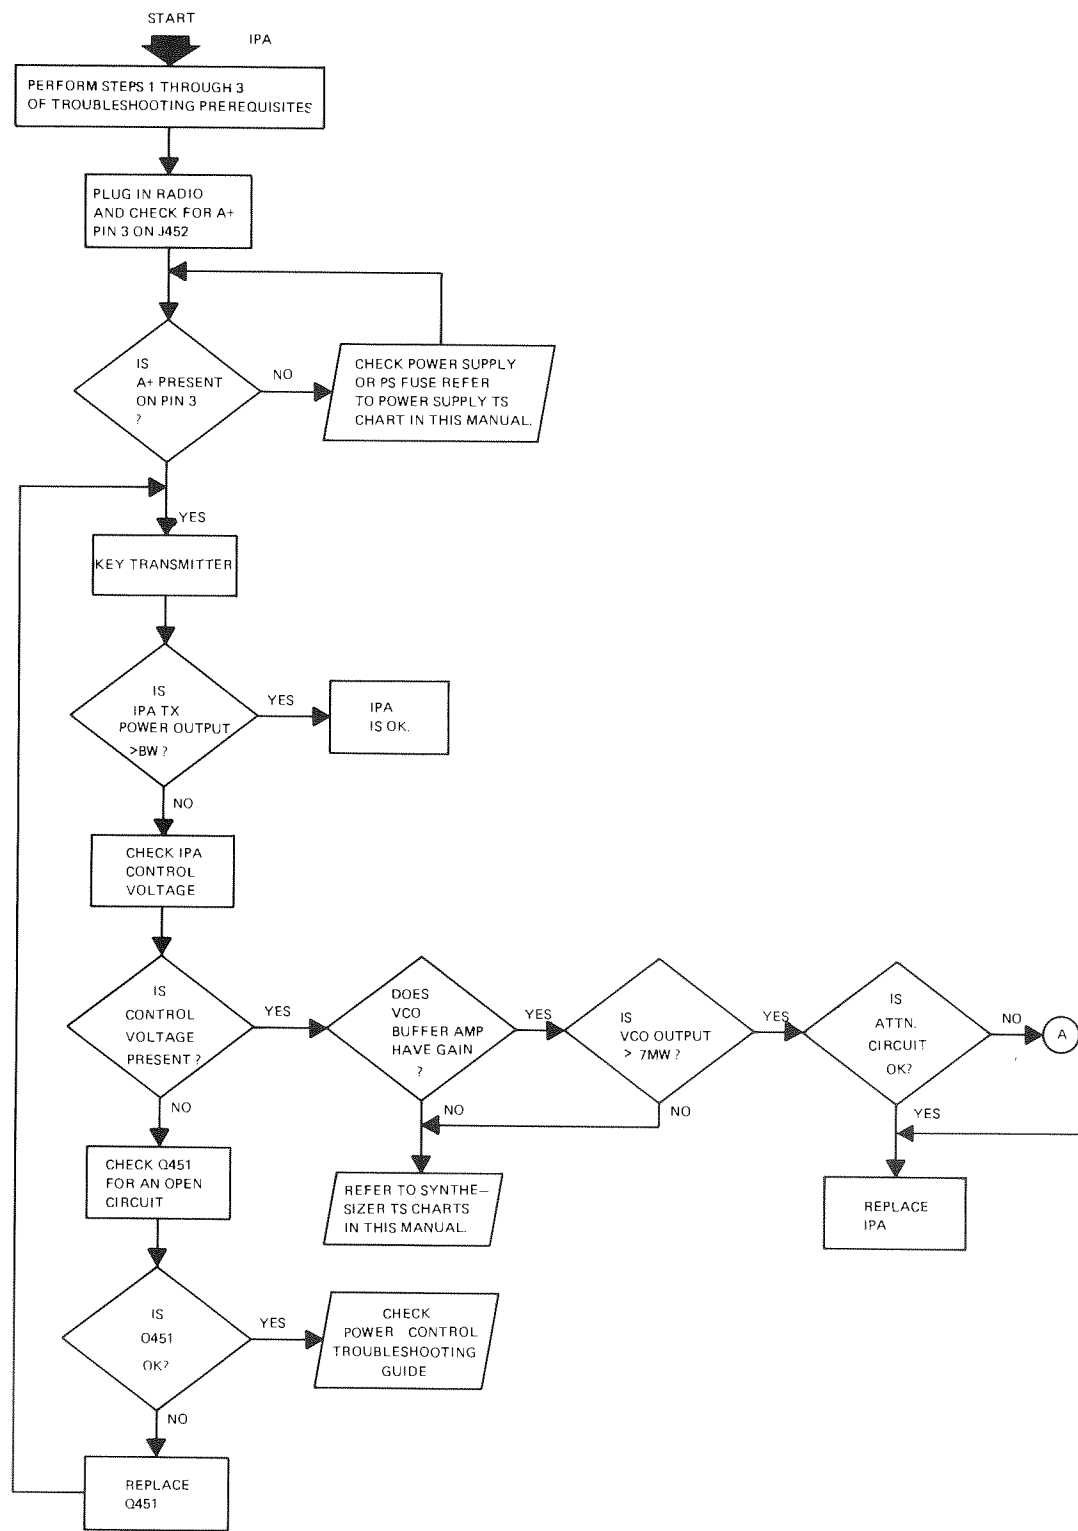 START
IPA
PERFORM STEPS 1 THROUGH 3
OF TROUBLESHOOTING PREREQUISITES
PLUG IN RADIO
AND CHECK FOR A+
PIN 3 ON J452
IS
A+ PRESENT
ON PIN 3
?
NO
CHECK POWER SUPPLY
OR PS FUSE REFER
TO POWER SUPPLY TS
CHART IN THIS MANUAL.
YES
KEY TRANSMITTER
IS
IPA TX
POWER OUTPUT
>8W ?
YES
IPA
IS OK.
NO
CHECK IPA
CONTROL
VOLTAGE
IS
CONTROL
VOLTAGE
PRESENT ?
YES
DOES
VCO
BUFFER AMP
HAVE GAIN
?
YES
IS
VCO OUTPUT
> 7MW ?
YES
IS
ATTN.
CIRCUIT
OK?
NO
A
NO
NO
NO
YES
CHECK Q451
FOR AN OPEN
CIRCUIT
REFER TO SYNTHE–
SIZER TS CHARTS
IN THIS MANUAL.
REPLACE
IPA
IS
Q451
OK?
YES
CHECK
POWER CONTROL
TROUBLESHOOTING
GUIDE
NO
REPLACE
Q451